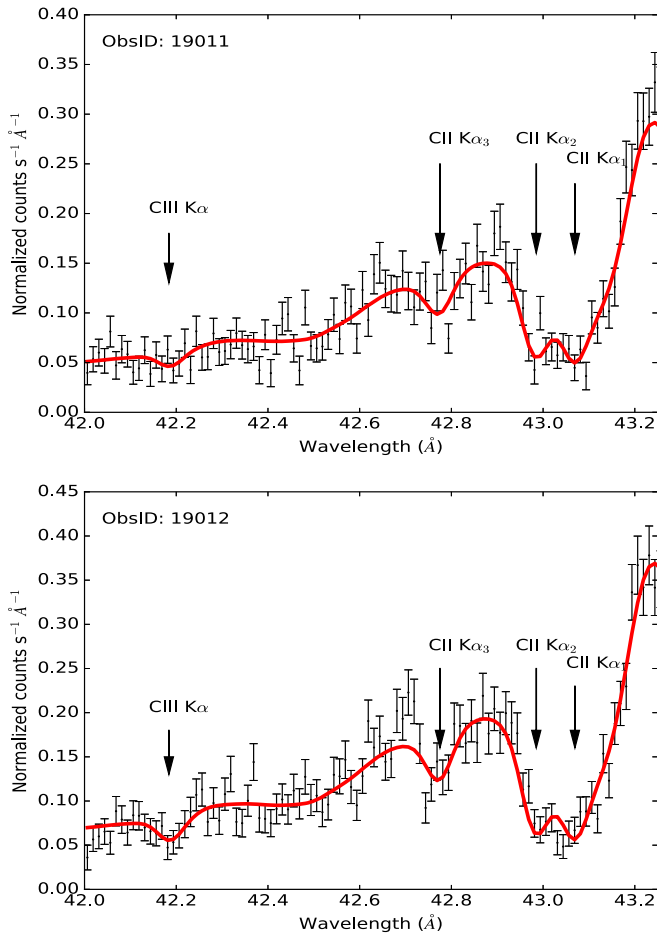 0.40
0.35
0.30
0.25
0.20
0.15
0.10
0.05
0.00
Normalized counts s⁻¹ Å⁻¹
ObsID: 19011
CIII Kα
CII Kα₃
CII Kα₂
CII Kα₁
42.0 42.2 42.4 42.6 42.8 43.0 43.2
Wavelength (Å)
0.45
0.40
0.35
0.30
0.25
0.20
0.15
0.10
0.05
0.00
Normalized counts s⁻¹ Å⁻¹
ObsID: 19012
CIII Kα
CII Kα₃
CII Kα₂
CII Kα₁
42.0 42.2 42.4 42.6 42.8 43.0 43.2
Wavelength (Å)